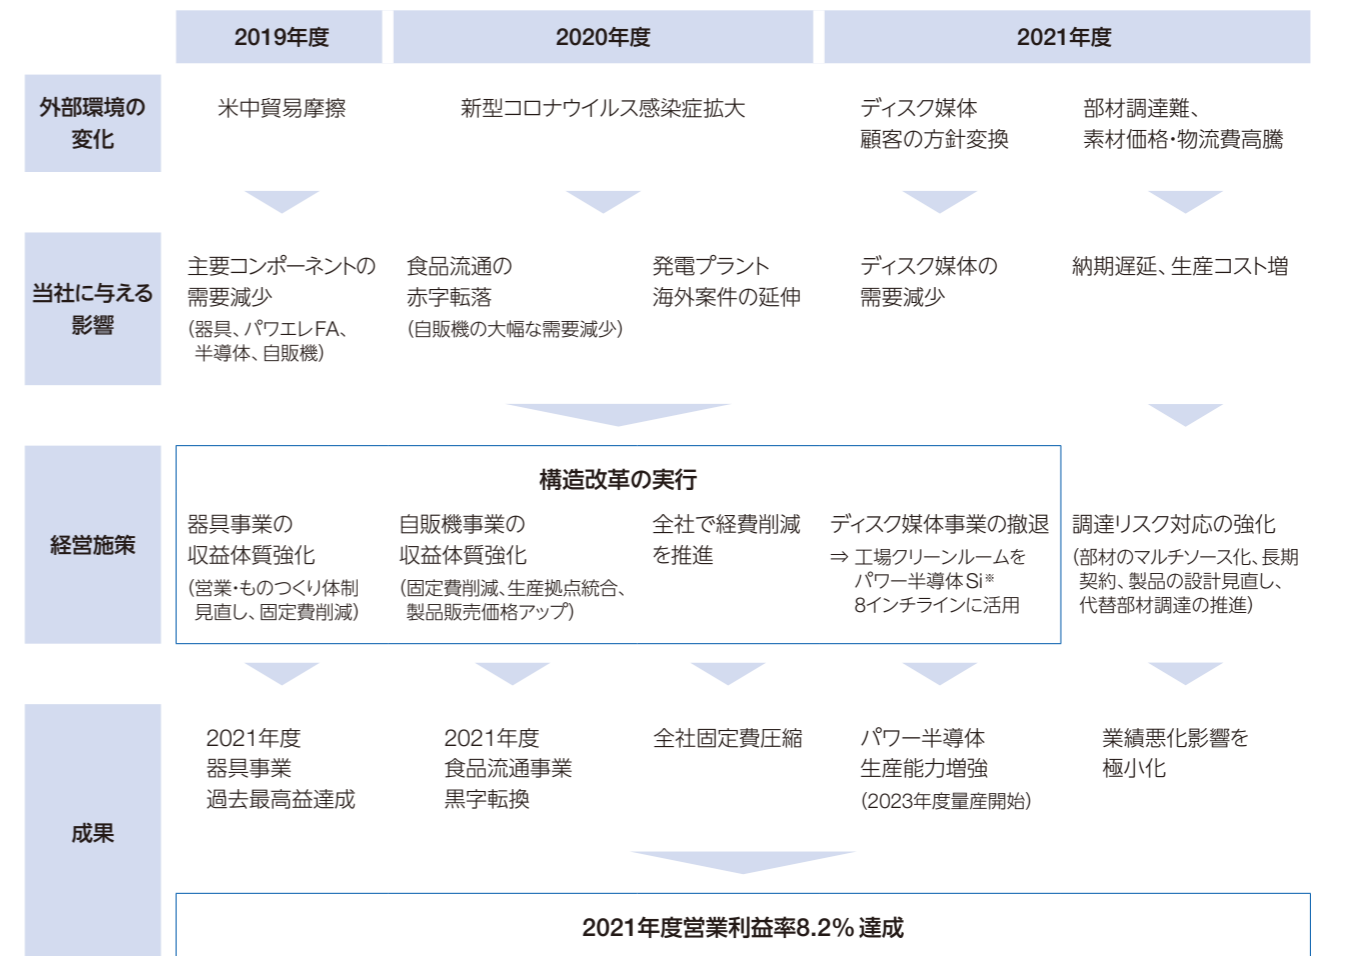 2019年度
2020年度
2021年度
外部環境の
変化
米中貿易摩擦
新型コロナウイルス感染症拡大
ディスク媒体
顧客の方針変換
部材調達難、
素材価格・物流費高騰
当社に与える
影響
主要コンポーネントの
需要減少
（器具、パワエレFA、
半導体、自販機）
食品流通の
赤字転落
（自販機の大幅な需要減少）
発電プラント
海外案件の延伸
ディスク媒体の
需要減少
納期遅延、生産コスト増
経営施策
構造改革の実行
器具事業の
収益体質強化
（営業・ものつくり体制
見直し、固定費削減）
自販機事業の
収益体質強化
（固定費削減、生産拠点統合、
製品販売価格アップ）
全社で経費削減
を推進
ディスク媒体事業の撤退
⇒ 工場クリーンルームを
パワー半導体Si※
8インチラインに活用
調達リスク対応の強化
（部材のマルチソース化、長期
契約、製品の設計見直し、
代替部材調達の推進）
成果
2021年度
器具事業
過去最高益達成
2021年度
食品流通事業
黒字転換
全社固定費圧縮
パワー半導体
生産能力増強
（2023年度量産開始）
業績悪化影響を
極小化
2021年度営業利益率8.2% 達成